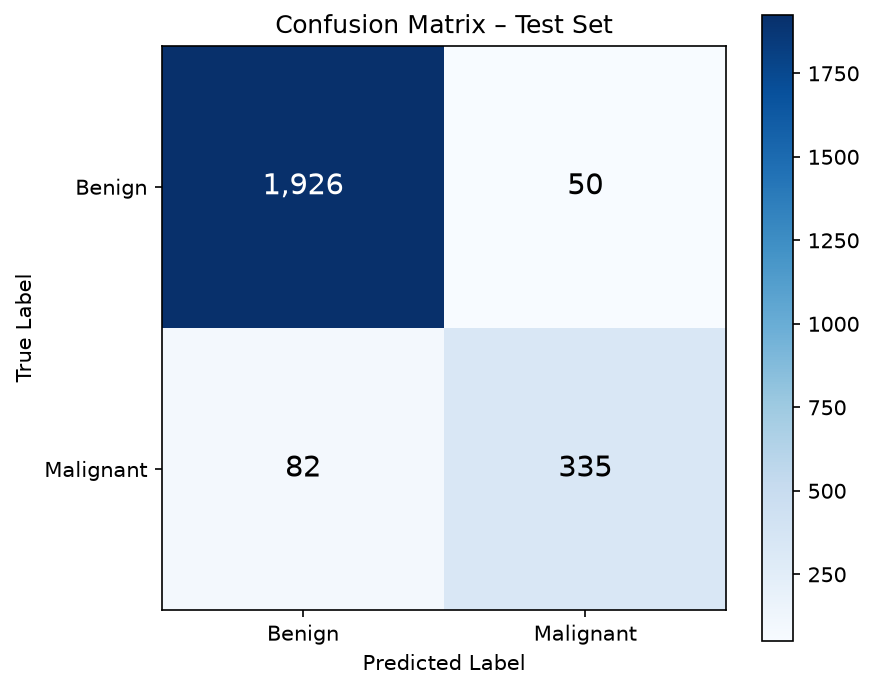 Confusion Matrix – Test Set
True Label
Benign
Malignant
1,926
50
82
335
Benign
Malignant
Predicted Label
1750
1500
1250
1000
750
500
250